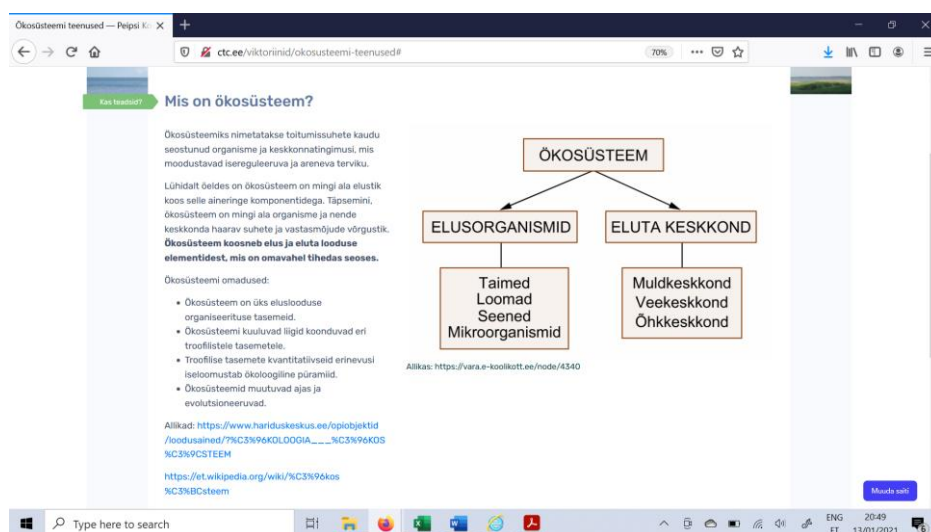 Ökosüsteemi teenused — Peipsi Ko
ctc.ee/viktoriinid/okosusteemi-teenused#
70%
Kas teadsid?
Mis on ökosüsteem?
Ökosüsteemiks nimetatakse toitumissuhete kaudu
seostunud organisme ja keskkonnatingimusi, mis
moodustavad isereguleeruva ja areneva terviku.
Lühidalt öeldes on ökosüsteem on mingi ala elustik
koos selle aineringe komponentidega. Täpsemini,
ökosüsteem on mingi ala organisme ja nende
keskkonda haarav suhete ja vastasmõjude võrgustik.
Ökosüsteem koosneb elus ja eluta looduse
elementidest, mis on omavahel tihedas seoses.
Ökosüsteemi omadused:
• Ökosüsteem on üks eluslooduse
organiseerituse tasemeid.
• Ökosüsteemi kuuluvad liigid koonduvad eri
troofilistele tasemetele.
• Troofilise tasemete kvantitatiivseid erinevusi
iseloomustab ökoloogiline püramiid.
• Ökosüsteemid muutuvad ajas ja
evolutsioneeruvad.
Allikad: https://www.hariduskeskus.ee/opiobjektid
/loodusained/?%C3%96KOLOOGIA___%C3%96KOS
%C3%9CSTEEM
https://et.wikipedia.org/wiki/%C3%96kos
%C3%BCsteem
ÖKOSÜSTEEM
ELUSORGANISMID
ELUTA KESKKOND
Taimed
Loomad
Seened
Mikroorganismid
Muldkeskkond
Veekeskkond
Õhkkeskkond
Allikas: https://vara.e-koolikott.ee/node/4340
Muuda saiti
Type here to search
ENG
ET
20:49
13/01/2021
6